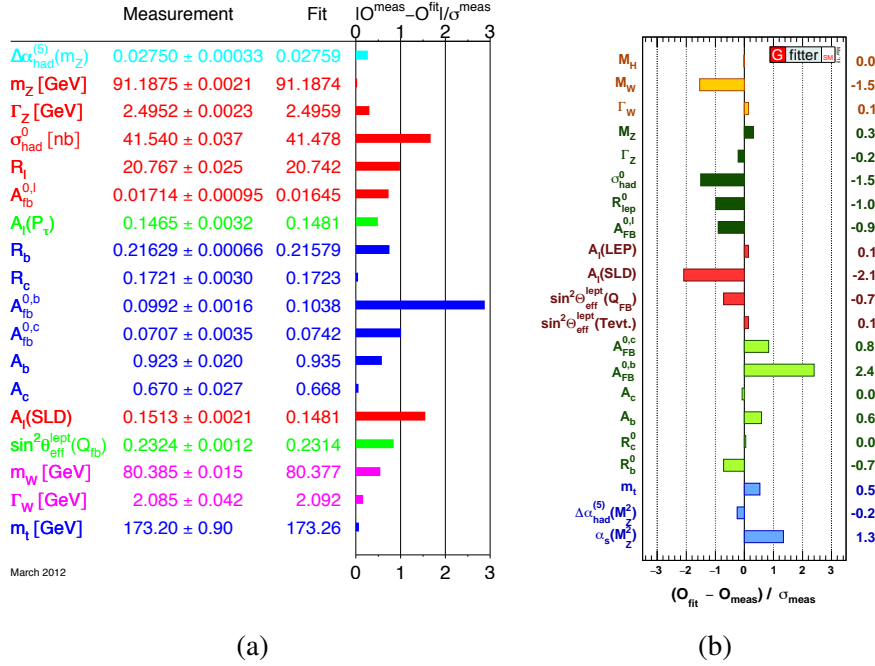 Measurement Fit |O^meas–O^fit|/σ^meas
0 1 2 3
Δα_had^(5)(m_Z) 0.02750 ± 0.00033 0.02759
m_Z [GeV] 91.1875 ± 0.0021 91.1874
Γ_Z [GeV] 2.4952 ± 0.0023 2.4959
σ_had^0 [nb] 41.540 ± 0.037 41.478
R_l 20.767 ± 0.025 20.742
A_fb^0,l 0.01714 ± 0.00095 0.01645
A_l(P_τ) 0.1465 ± 0.0032 0.1481
R_b 0.21629 ± 0.00066 0.21579
R_c 0.1721 ± 0.0030 0.1723
A_fb^0,b 0.0992 ± 0.0016 0.1038
A_fb^0,c 0.0707 ± 0.0035 0.0742
A_b 0.923 ± 0.020 0.935
A_c 0.670 ± 0.027 0.668
A_l(SLD) 0.1513 ± 0.0021 0.1481
sin²θ_eff^lept(Q_fb) 0.2324 ± 0.0012 0.2314
m_W [GeV] 80.385 ± 0.015 80.377
Γ_W [GeV] 2.085 ± 0.042 2.092
m_t [GeV] 173.20 ± 0.90 173.26
0 1 2 3
March 2012
(a)
G fitter SM
M_H 0.0
M_W -1.5
Γ_W 0.1
M_Z 0.3
Γ_Z -0.2
σ_had^0 -1.5
R_lep^0 -1.0
A_FB^0,l -0.9
A_l(LEP) 0.1
A_l(SLD) -2.1
sin²Θ_eff^lept(Q_FB) -0.7
sin²Θ_eff^lept(Tevt.) 0.1
A_FB^0,c 0.8
A_FB^0,b 2.4
A_c 0.0
A_b 0.6
R_c^0 0.0
R_b^0 -0.7
m_t 0.5
Δα_had^(5)(M_Z^2) -0.2
α_s(M_Z^2) 1.3
-3 -2 -1 0 1 2 3
(O_fit - O_meas) / σ_meas
(b)